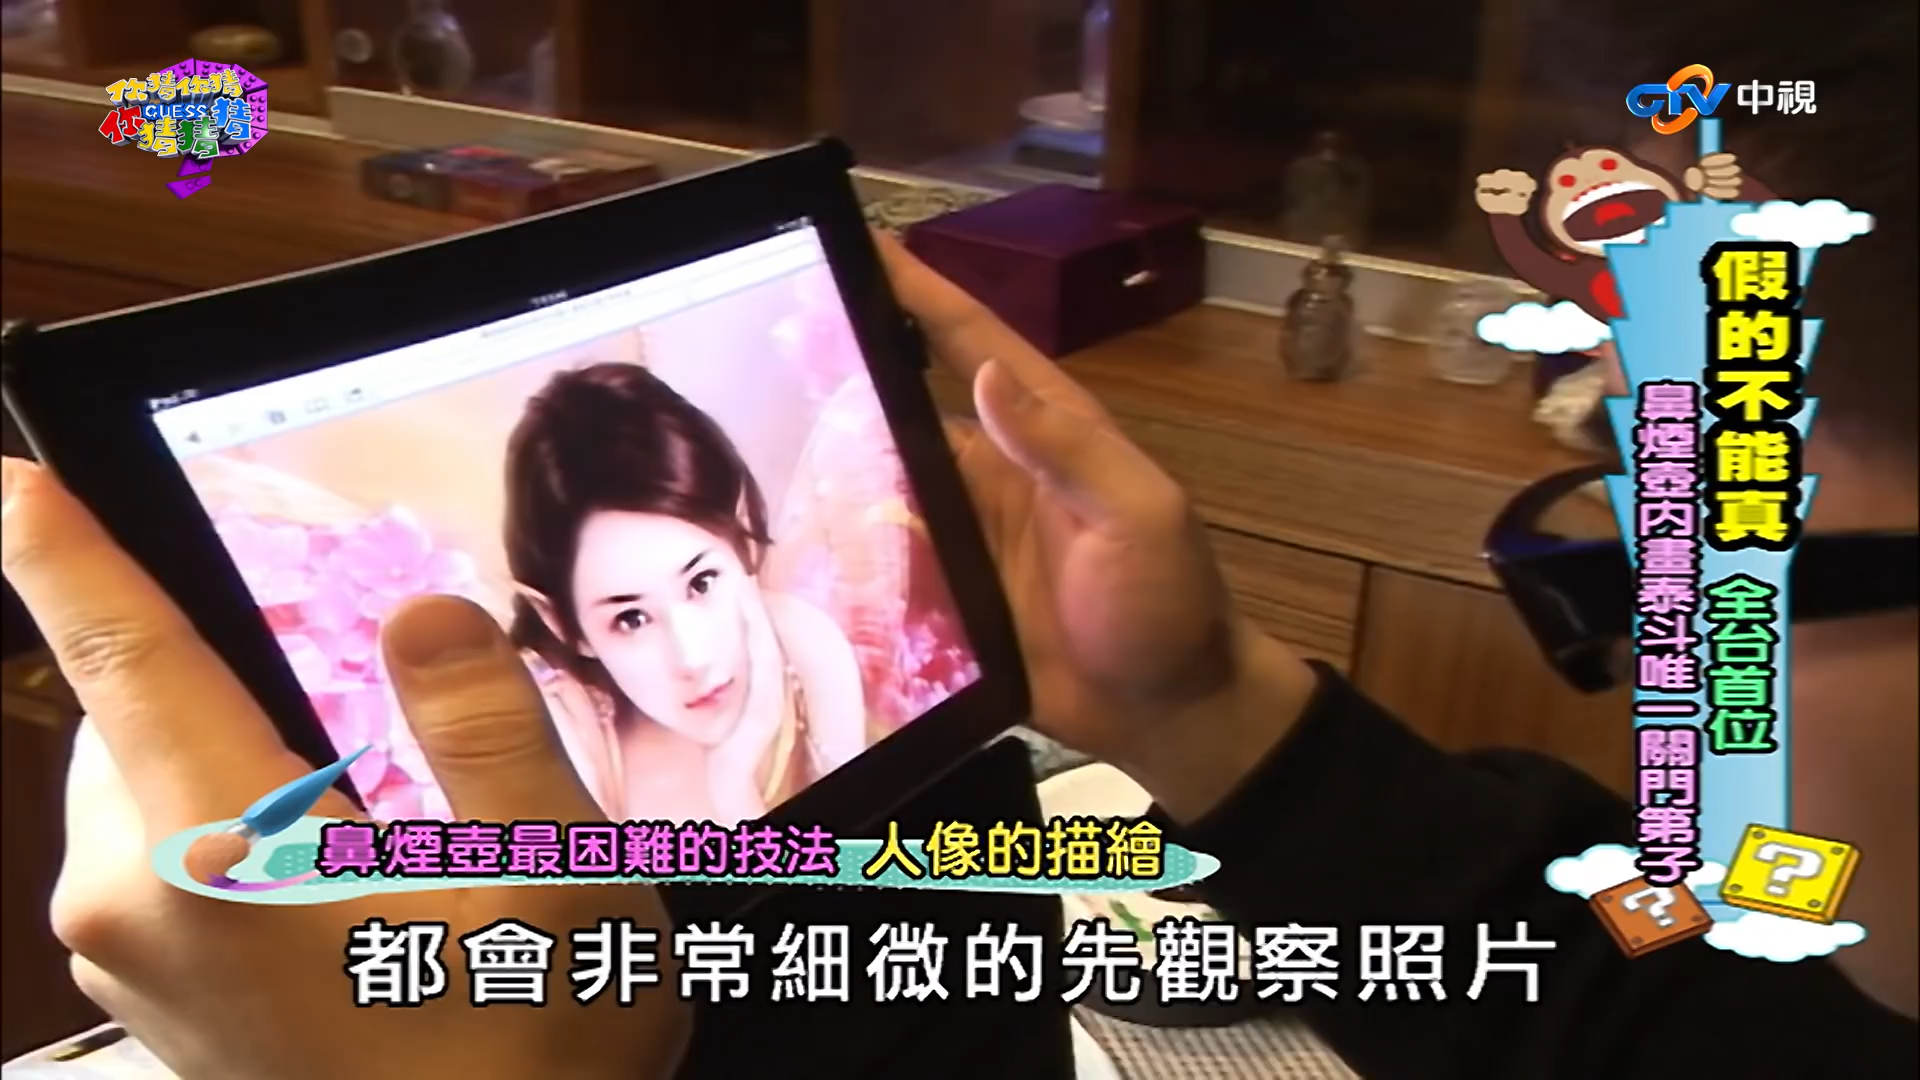 你猜你猜
GUESS
你猜猜猜
CTV中視
假的不能真
全台首位
鼻煙壺內畫泰斗唯一關門弟子
?
?
鼻煙壺最困難的技法 人像的描繪
都會非常細微的先觀察照片